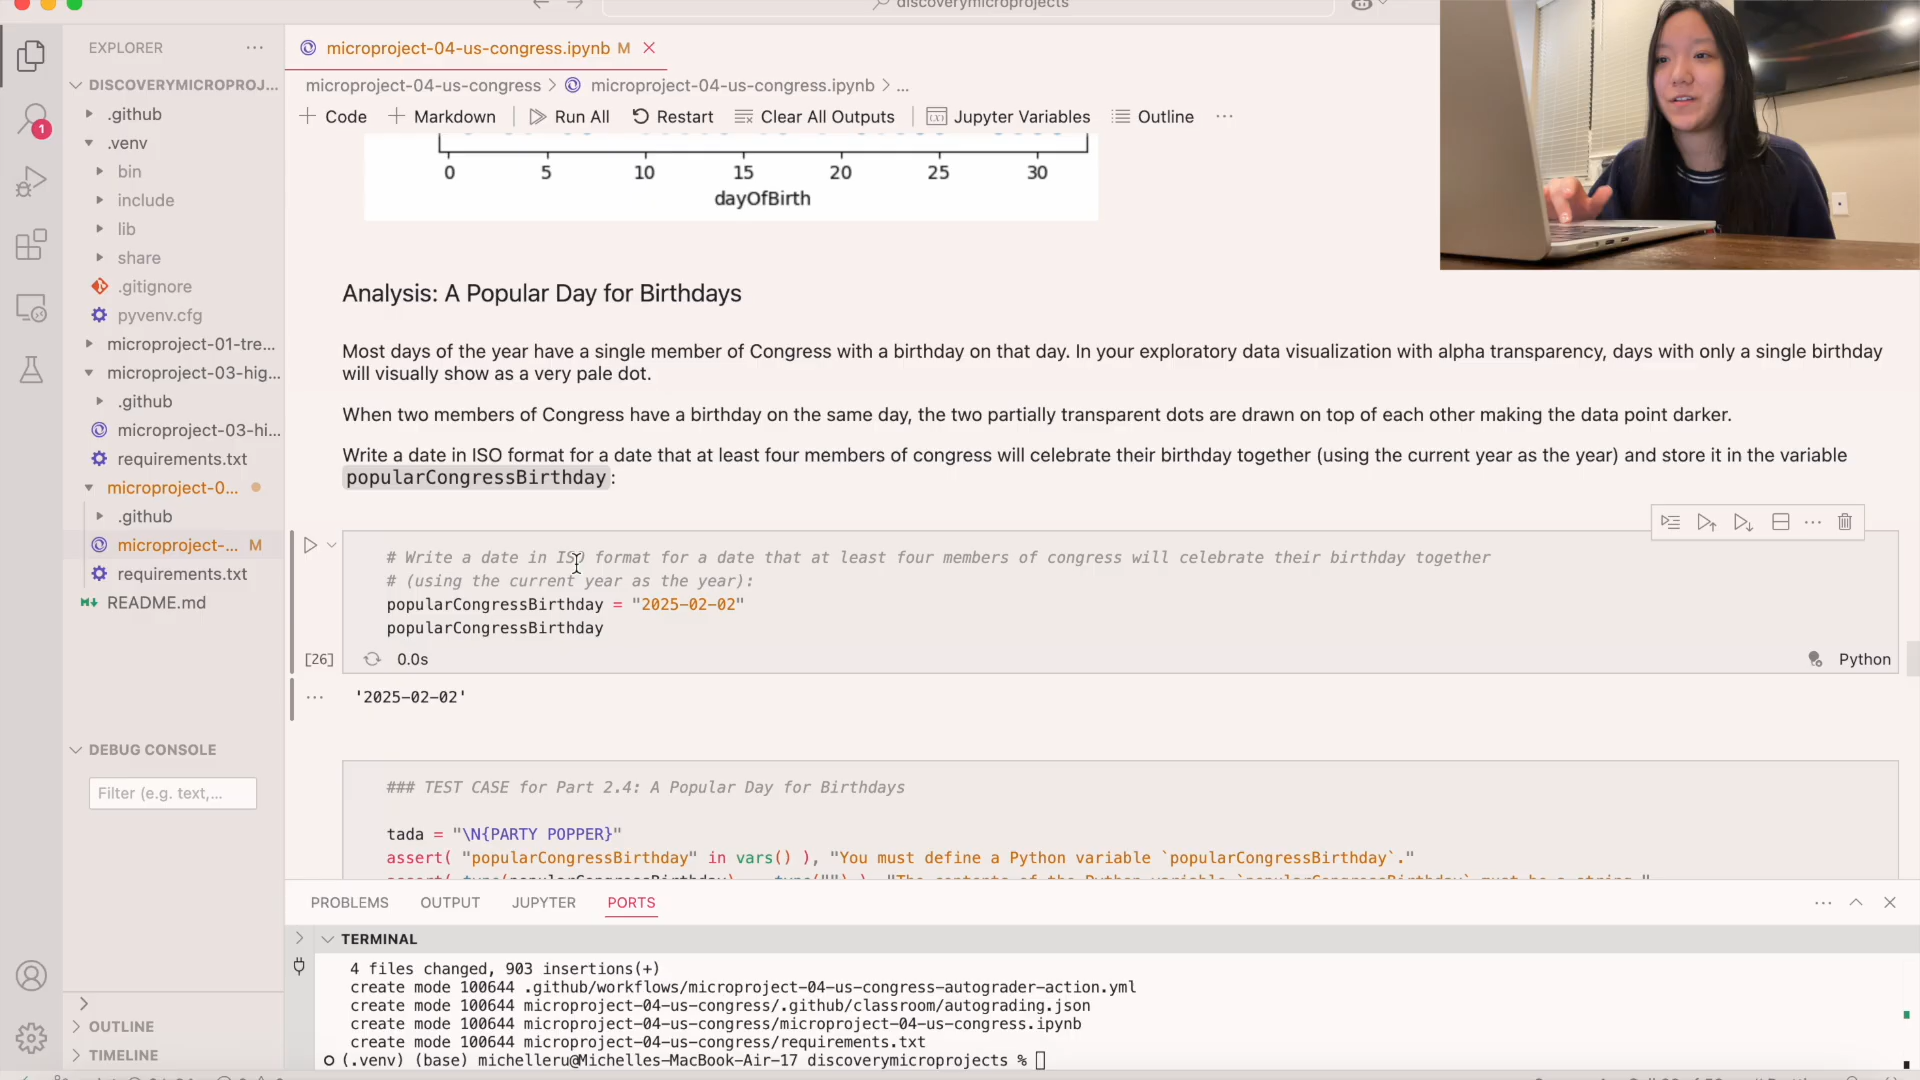 discoverymicroprojects
EXPLORER
DISCOVERYMICROPROJ...
.github
.venv
bin
include
lib
share
.gitignore
pyvenv.cfg
microproject-01-tre...
microproject-03-hig...
.github
microproject-03-hi...
requirements.txt
microproject-0...
.github
microproject-... M
requirements.txt
README.md
DEBUG CONSOLE
Filter (e.g. text,...
OUTLINE
TIMELINE
1
microproject-04-us-congress.ipynb M
microproject-04-us-congress > microproject-04-us-congress.ipynb > ...
+ Code + Markdown Run All Restart Clear All Outputs Jupyter Variables Outline ...
0 5 10 15 20 25 30
dayOfBirth
Analysis: A Popular Day for Birthdays
Most days of the year have a single member of Congress with a birthday on that day. In your exploratory data visualization with alpha transparency, days with only a single birthday
will visually show as a very pale dot.
When two members of Congress have a birthday on the same day, the two partially transparent dots are drawn on top of each other making the data point darker.
Write a date in ISO format for a date that at least four members of congress will celebrate their birthday together (using the current year as the year) and store it in the variable
popularCongressBirthday:
# Write a date in ISO format for a date that at least four members of congress will celebrate their birthday together
# (using the current year as the year):
popularCongressBirthday = "2025-02-02"
popularCongressBirthday
[26] 0.0s Python
... '2025-02-02'
### TEST CASE for Part 2.4: A Popular Day for Birthdays
tada = "\N{PARTY POPPER}"
assert( "popularCongressBirthday" in vars() ), "You must define a Python variable `popularCongressBirthday`."
PROBLEMS OUTPUT JUPYTER PORTS
TERMINAL
4 files changed, 903 insertions(+)
create mode 100644 .github/workflows/microproject-04-us-congress-autograder-action.yml
create mode 100644 microproject-04-us-congress/.github/classroom/autograding.json
create mode 100644 microproject-04-us-congress/microproject-04-us-congress.ipynb
create mode 100644 microproject-04-us-congress/requirements.txt
(.venv) (base) michelleru@Michelles-MacBook-Air-17 discoverymicroprojects %